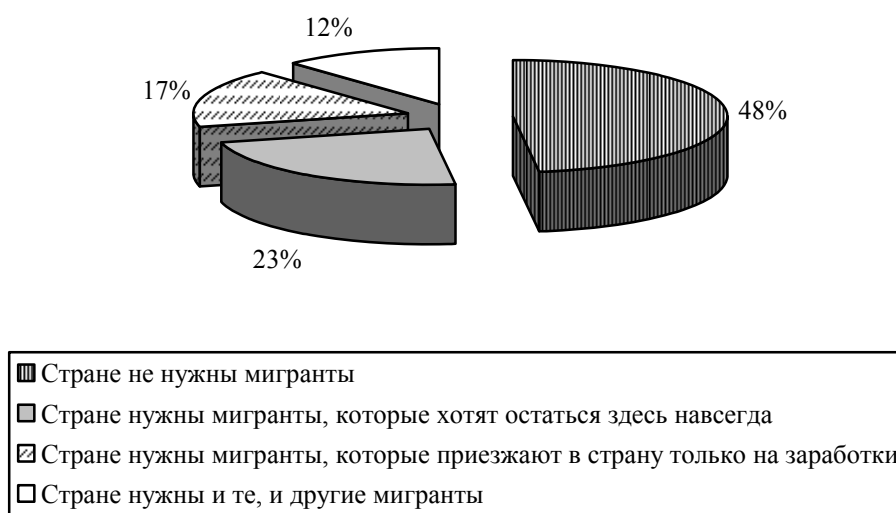 12%
17%
48%
23%
Стране не нужны мигранты
Стране нужны мигранты, которые хотят остаться здесь навсегда
Стране нужны мигранты, которые приезжают в страну только на заработки
Стране нужны и те, и другие мигранты